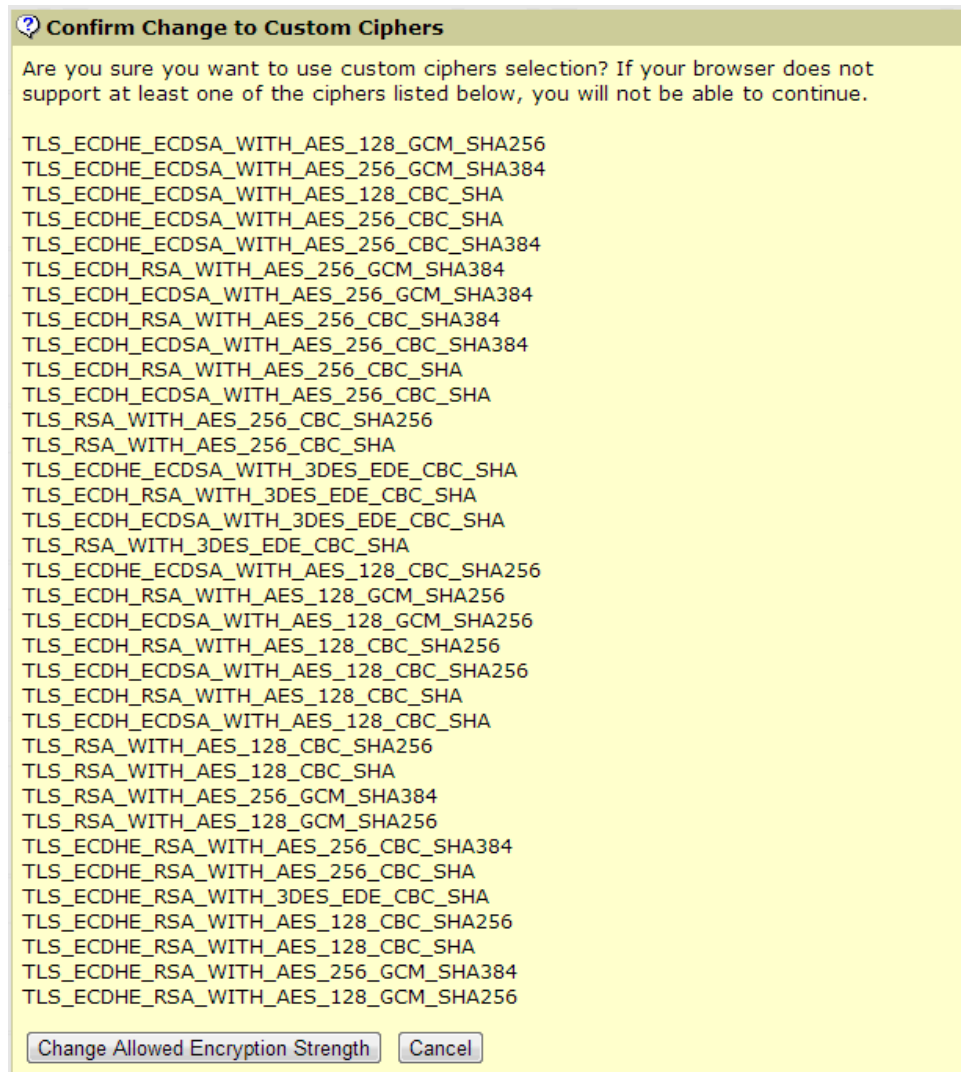 Confirm Change to Custom Ciphers
Are you sure you want to use custom ciphers selection? If your browser does not
support at least one of the ciphers listed below, you will not be able to continue.
TLS_ECDHE_ECDSA_WITH_AES_128_GCM_SHA256
TLS_ECDHE_ECDSA_WITH_AES_256_GCM_SHA384
TLS_ECDHE_ECDSA_WITH_AES_128_CBC_SHA
TLS_ECDHE_ECDSA_WITH_AES_256_CBC_SHA
TLS_ECDHE_ECDSA_WITH_AES_256_CBC_SHA384
TLS_ECDH_RSA_WITH_AES_256_GCM_SHA384
TLS_ECDH_ECDSA_WITH_AES_256_GCM_SHA384
TLS_ECDH_RSA_WITH_AES_256_CBC_SHA384
TLS_ECDH_ECDSA_WITH_AES_256_CBC_SHA384
TLS_ECDH_RSA_WITH_AES_256_CBC_SHA
TLS_ECDH_ECDSA_WITH_AES_256_CBC_SHA
TLS_RSA_WITH_AES_256_CBC_SHA256
TLS_RSA_WITH_AES_256_CBC_SHA
TLS_ECDHE_ECDSA_WITH_3DES_EDE_CBC_SHA
TLS_ECDH_RSA_WITH_3DES_EDE_CBC_SHA
TLS_ECDH_ECDSA_WITH_3DES_EDE_CBC_SHA
TLS_RSA_WITH_3DES_EDE_CBC_SHA
TLS_ECDHE_ECDSA_WITH_AES_128_CBC_SHA256
TLS_ECDH_RSA_WITH_AES_128_GCM_SHA256
TLS_ECDH_ECDSA_WITH_AES_128_GCM_SHA256
TLS_ECDH_RSA_WITH_AES_128_CBC_SHA256
TLS_ECDH_ECDSA_WITH_AES_128_CBC_SHA256
TLS_ECDH_RSA_WITH_AES_128_CBC_SHA
TLS_ECDH_ECDSA_WITH_AES_128_CBC_SHA
TLS_RSA_WITH_AES_128_CBC_SHA256
TLS_RSA_WITH_AES_128_CBC_SHA
TLS_RSA_WITH_AES_256_GCM_SHA384
TLS_RSA_WITH_AES_128_GCM_SHA256
TLS_ECDHE_RSA_WITH_AES_256_CBC_SHA384
TLS_ECDHE_RSA_WITH_AES_256_CBC_SHA
TLS_ECDHE_RSA_WITH_3DES_EDE_CBC_SHA
TLS_ECDHE_RSA_WITH_AES_128_CBC_SHA256
TLS_ECDHE_RSA_WITH_AES_128_CBC_SHA
TLS_ECDHE_RSA_WITH_AES_256_GCM_SHA384
TLS_ECDHE_RSA_WITH_AES_128_GCM_SHA256
Change Allowed Encryption Strength Cancel